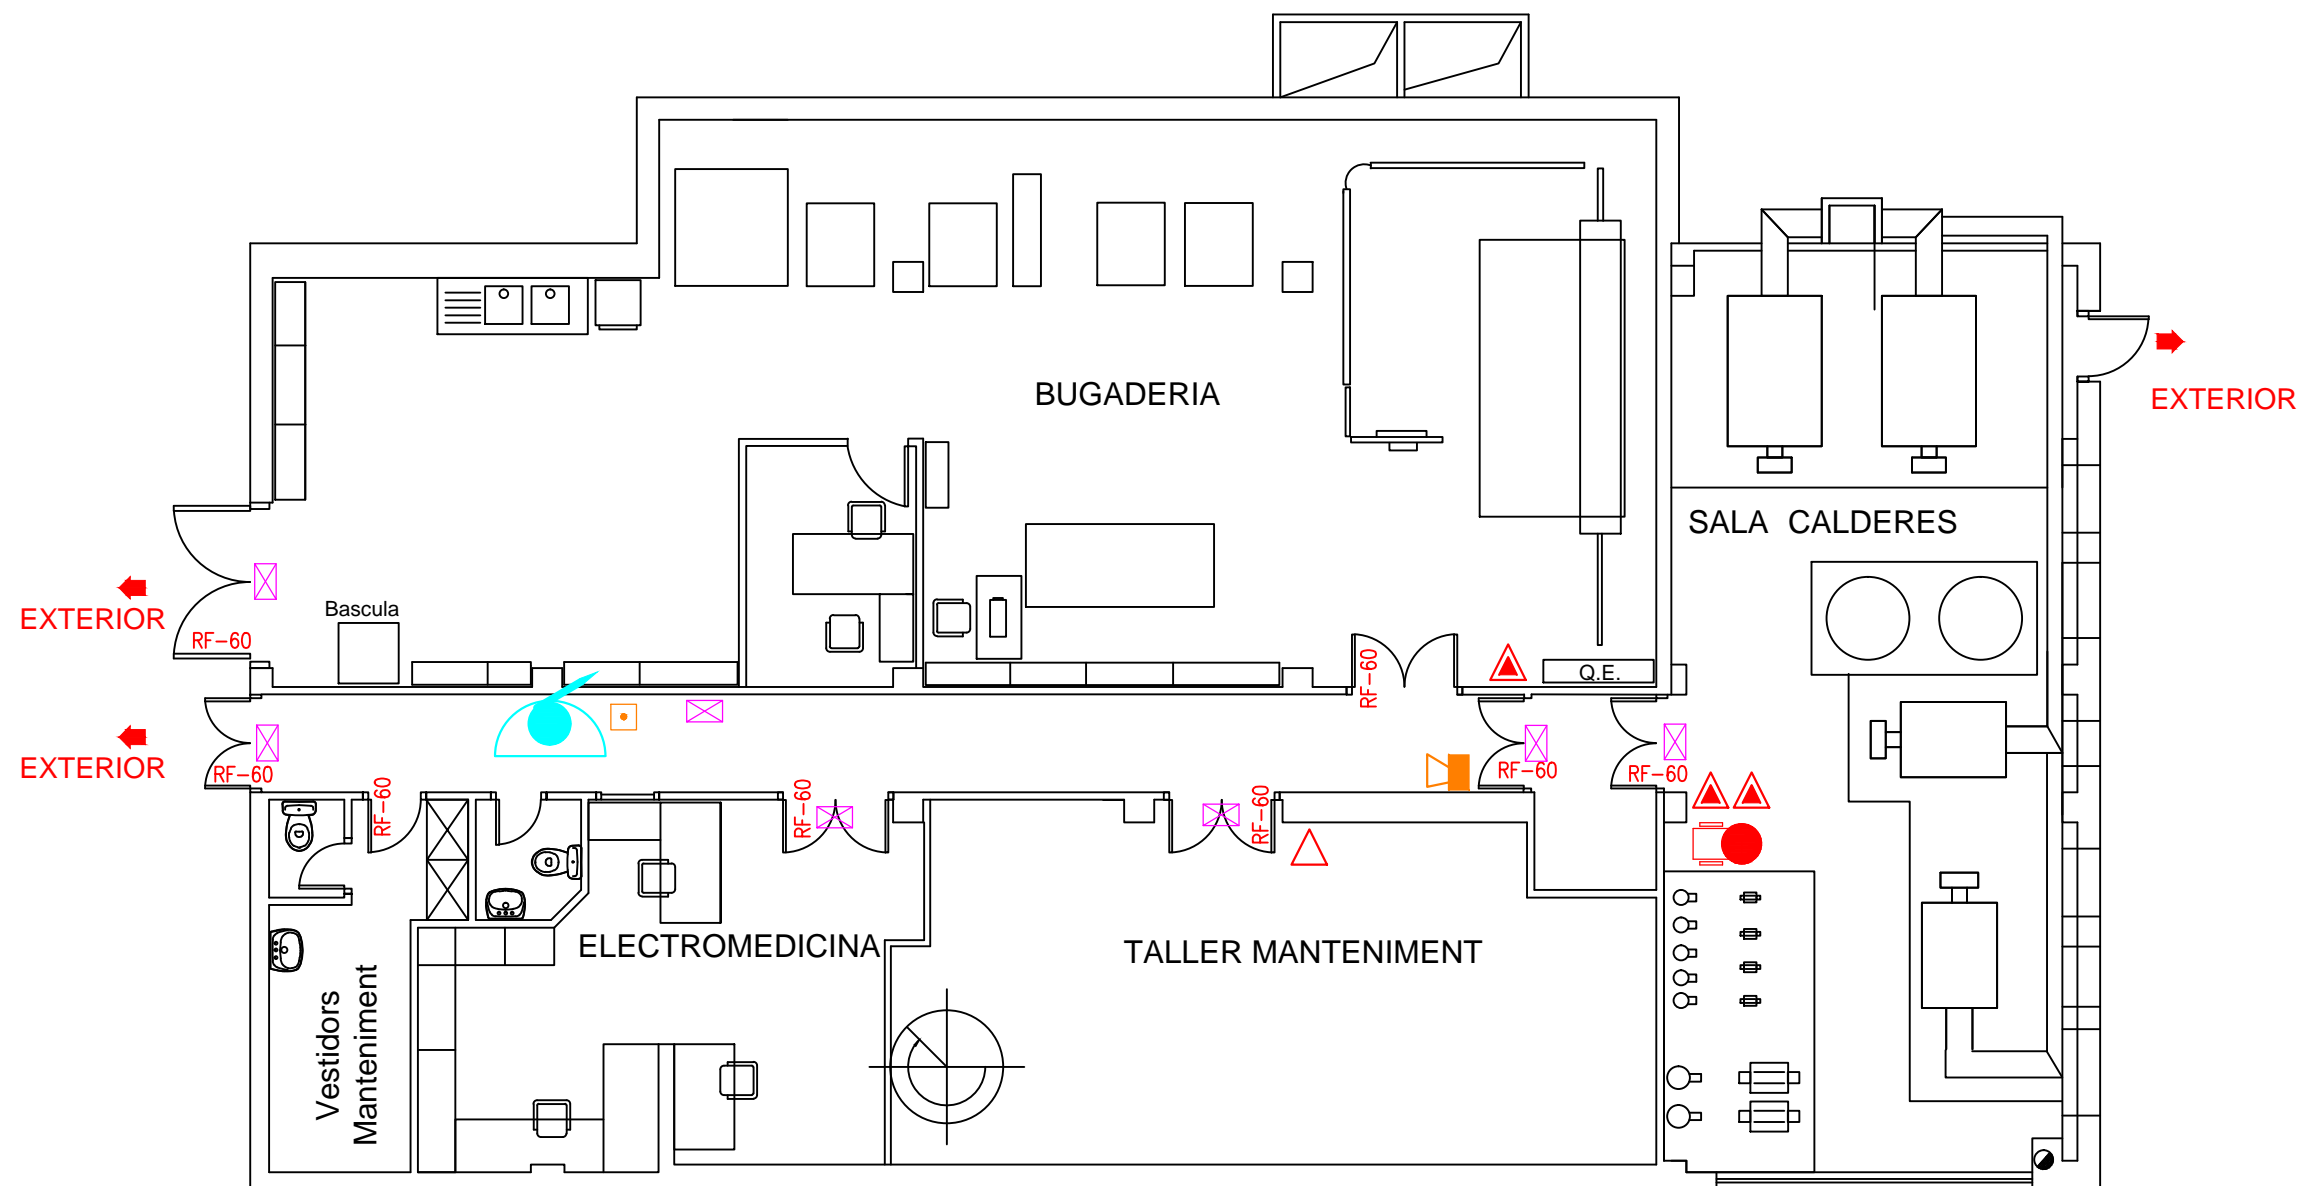 BUGADERIA
EXTERIOR
SALA CALDERES
EXTERIOR
RF-60
Bascula
Q.E.
RF-60
EXTERIOR
RF-60
RF-60
RF-60
RF-60
RF-60
RF-60
ELECTROMEDICINA
TALLER MANTENIMENT
Vestidors
Manteniment